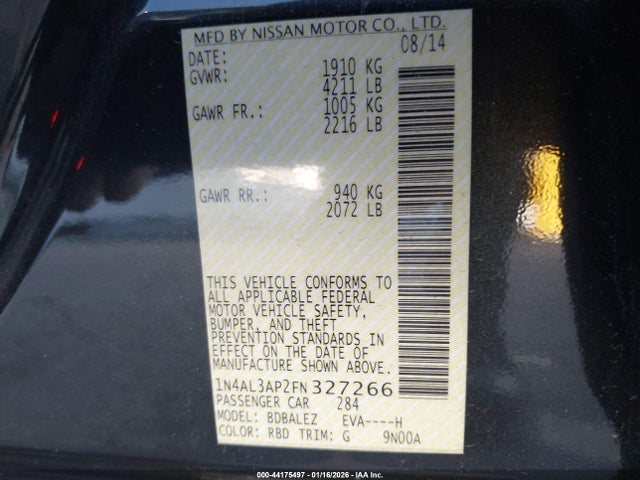 MFD BY NISSAN MOTOR CO., LTD.
DATE: 08/14
GVWR: 1910 KG
4211 LB
GAWR FR.: 1005 KG
2216 LB
GAWR RR.: 940 KG
2072 LB
THIS VEHICLE CONFORMS TO
ALL APPLICABLE FEDERAL
MOTOR VEHICLE SAFETY,
BUMPER, AND THEFT
PREVENTION STANDARDS IN
EFFECT ON THE DATE OF
MANUFACTURE SHOWN ABOVE.
1N4AL3AP2FN327266
PASSENGER CAR 284
MODEL: BDBALEZ EVA----H
COLOR: RBD TRIM: G 9N00A
000-44175497 - 01/16/2026 - IAA Inc.